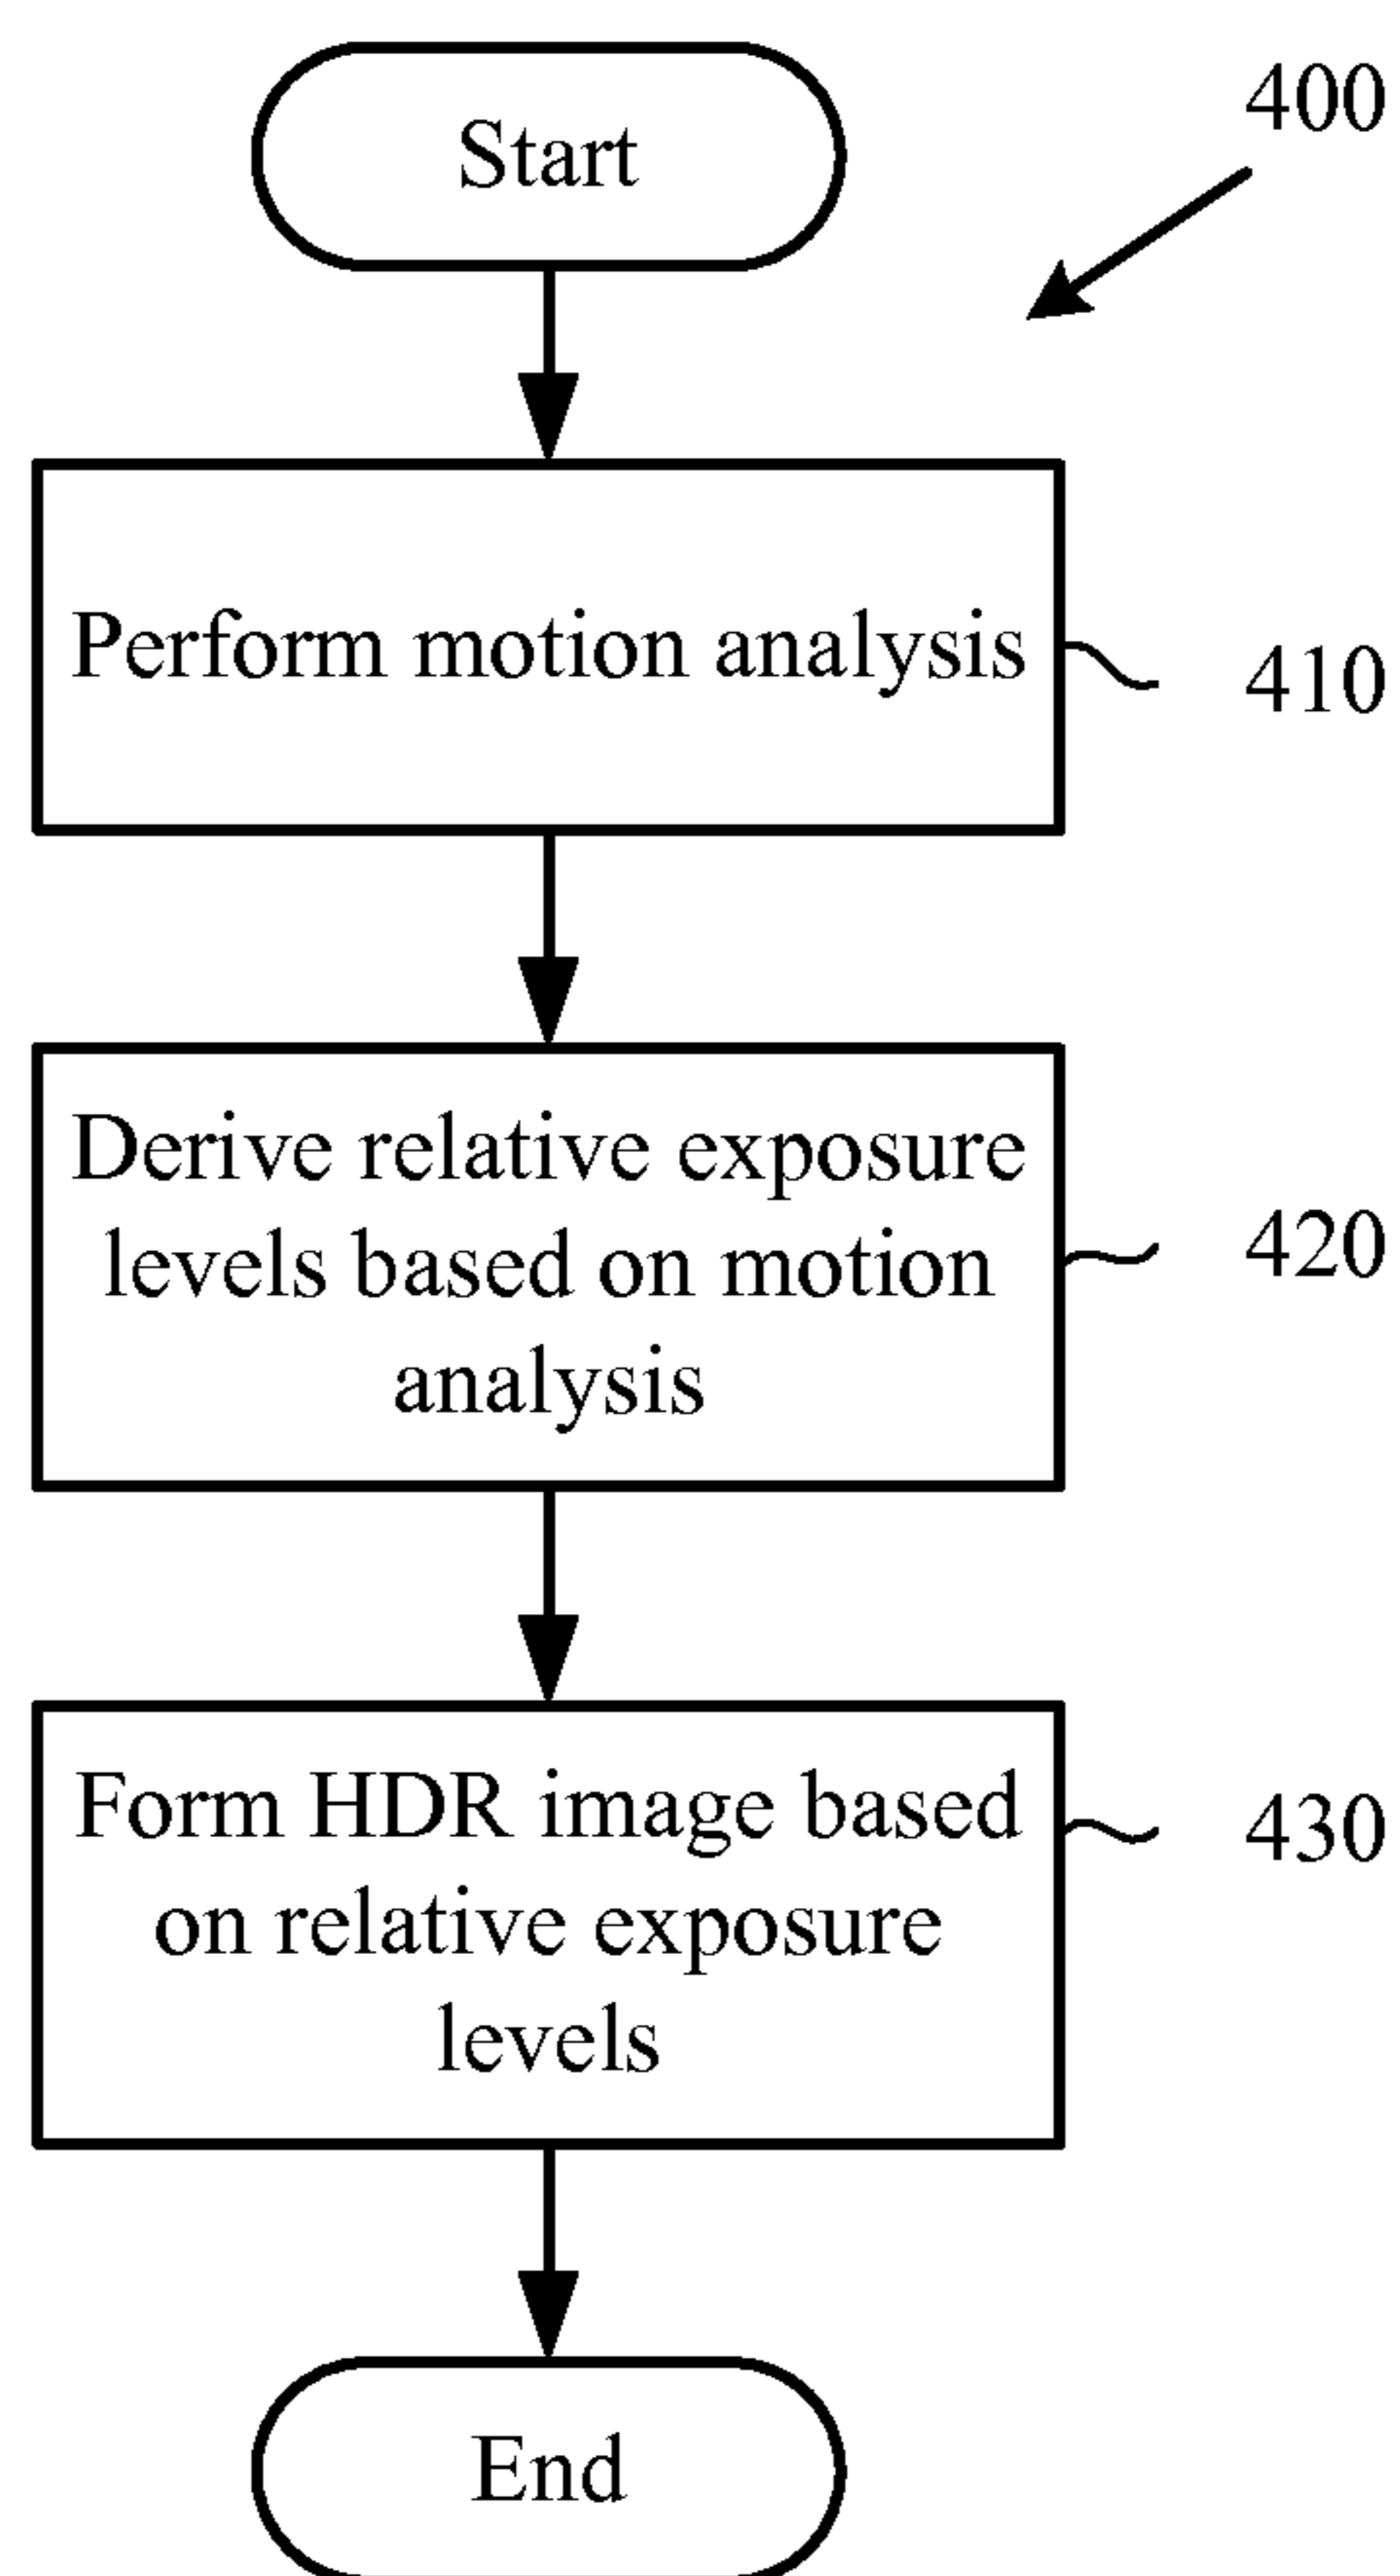 Start
400
Perform motion analysis
410
Derive relative exposure
levels based on motion
analysis
420
Form HDR image based
on relative exposure
levels
430
End